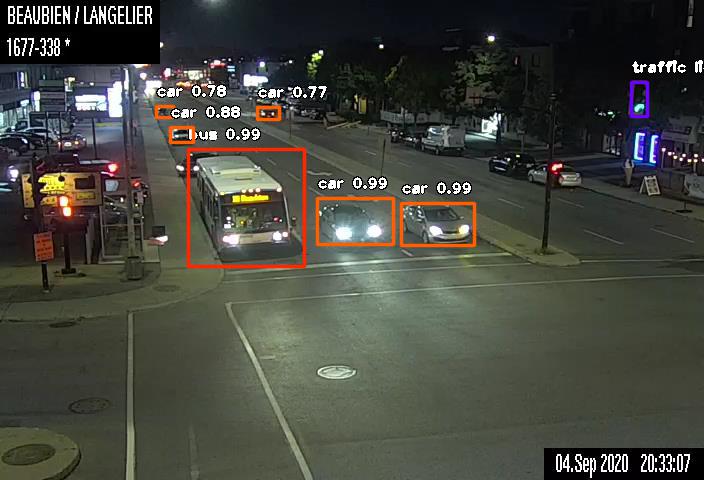 BEAUBIEN / LANGELIER
1677-338 *
traffic li
car 0.78
car 0.77
car 0.88
bus 0.99
car 0.99
car 0.99
04.Sep 2020 20:33:07